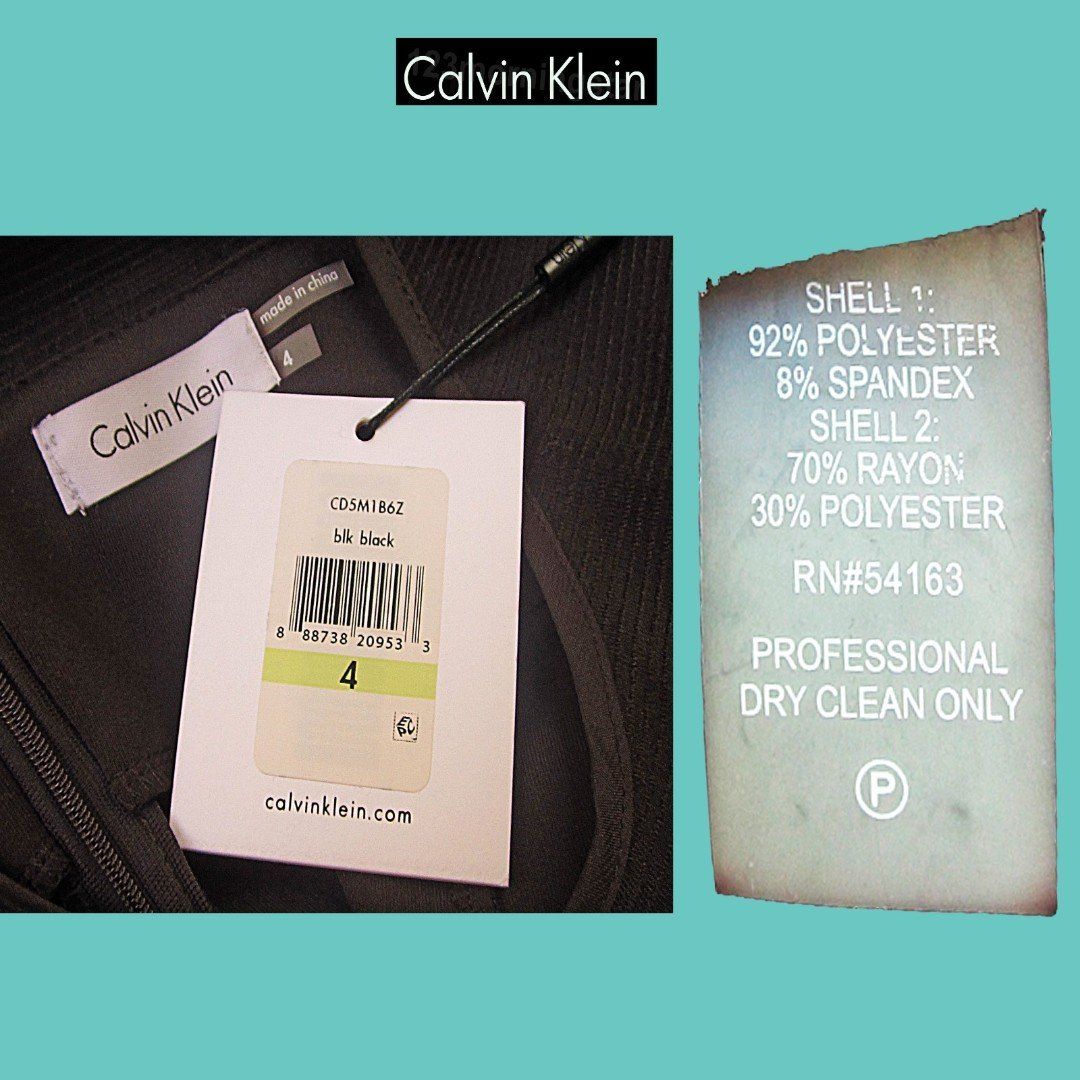 Calvin Klein
made in china
4
Calvin Klein
CD5M1B6Z
blk black
8 88738 20953 3
4
EPC
calvinklein.com
SHELL 1:
92% POLYESTER
8% SPANDEX
SHELL 2:
70% RAYON
30% POLYESTER
RN#54163
PROFESSIONAL
DRY CLEAN ONLY
P